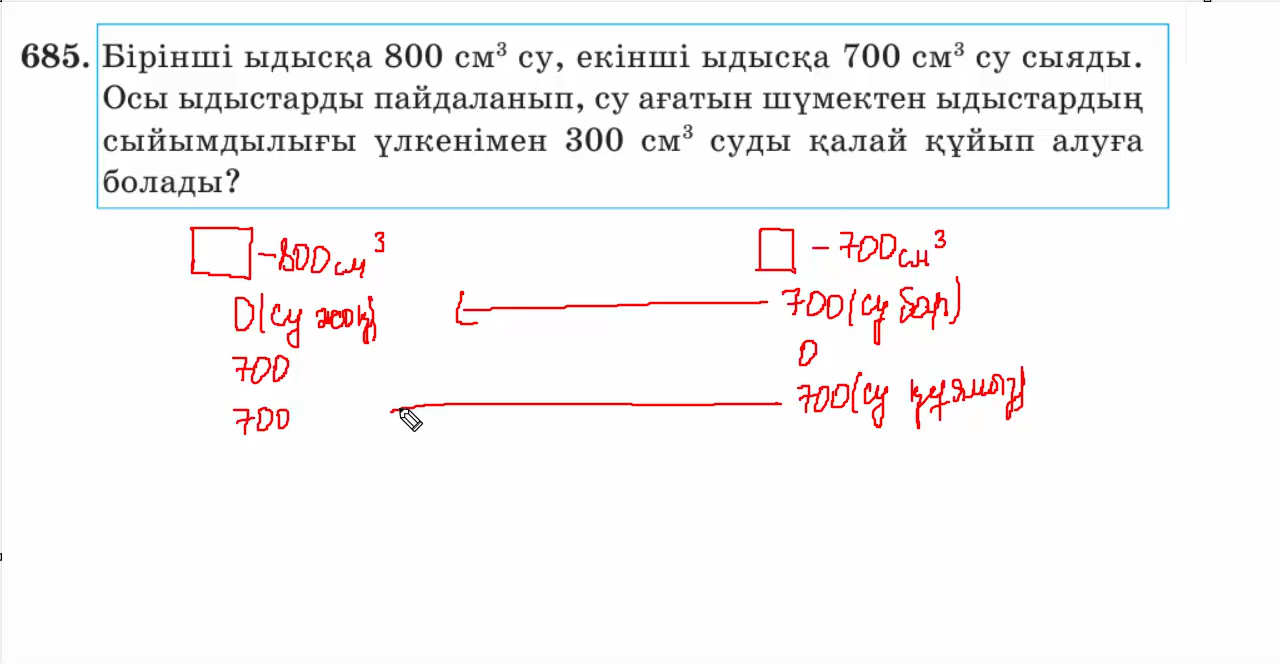 685. Бірінші ыдысқа 800 см³ су, екінші ыдысқа 700 см³ су сыяды.
Осы ыдыстарды пайдаланып, су ағатын шүмектен ыдыстардың
сыйымдылығы үлкенімен 300 см³ суды қалай құйып алуға
болады?
-800 см³ - 700 см³
0 (су жоқ) 700 (су бар)
700 0
700 700 (су құямыз)